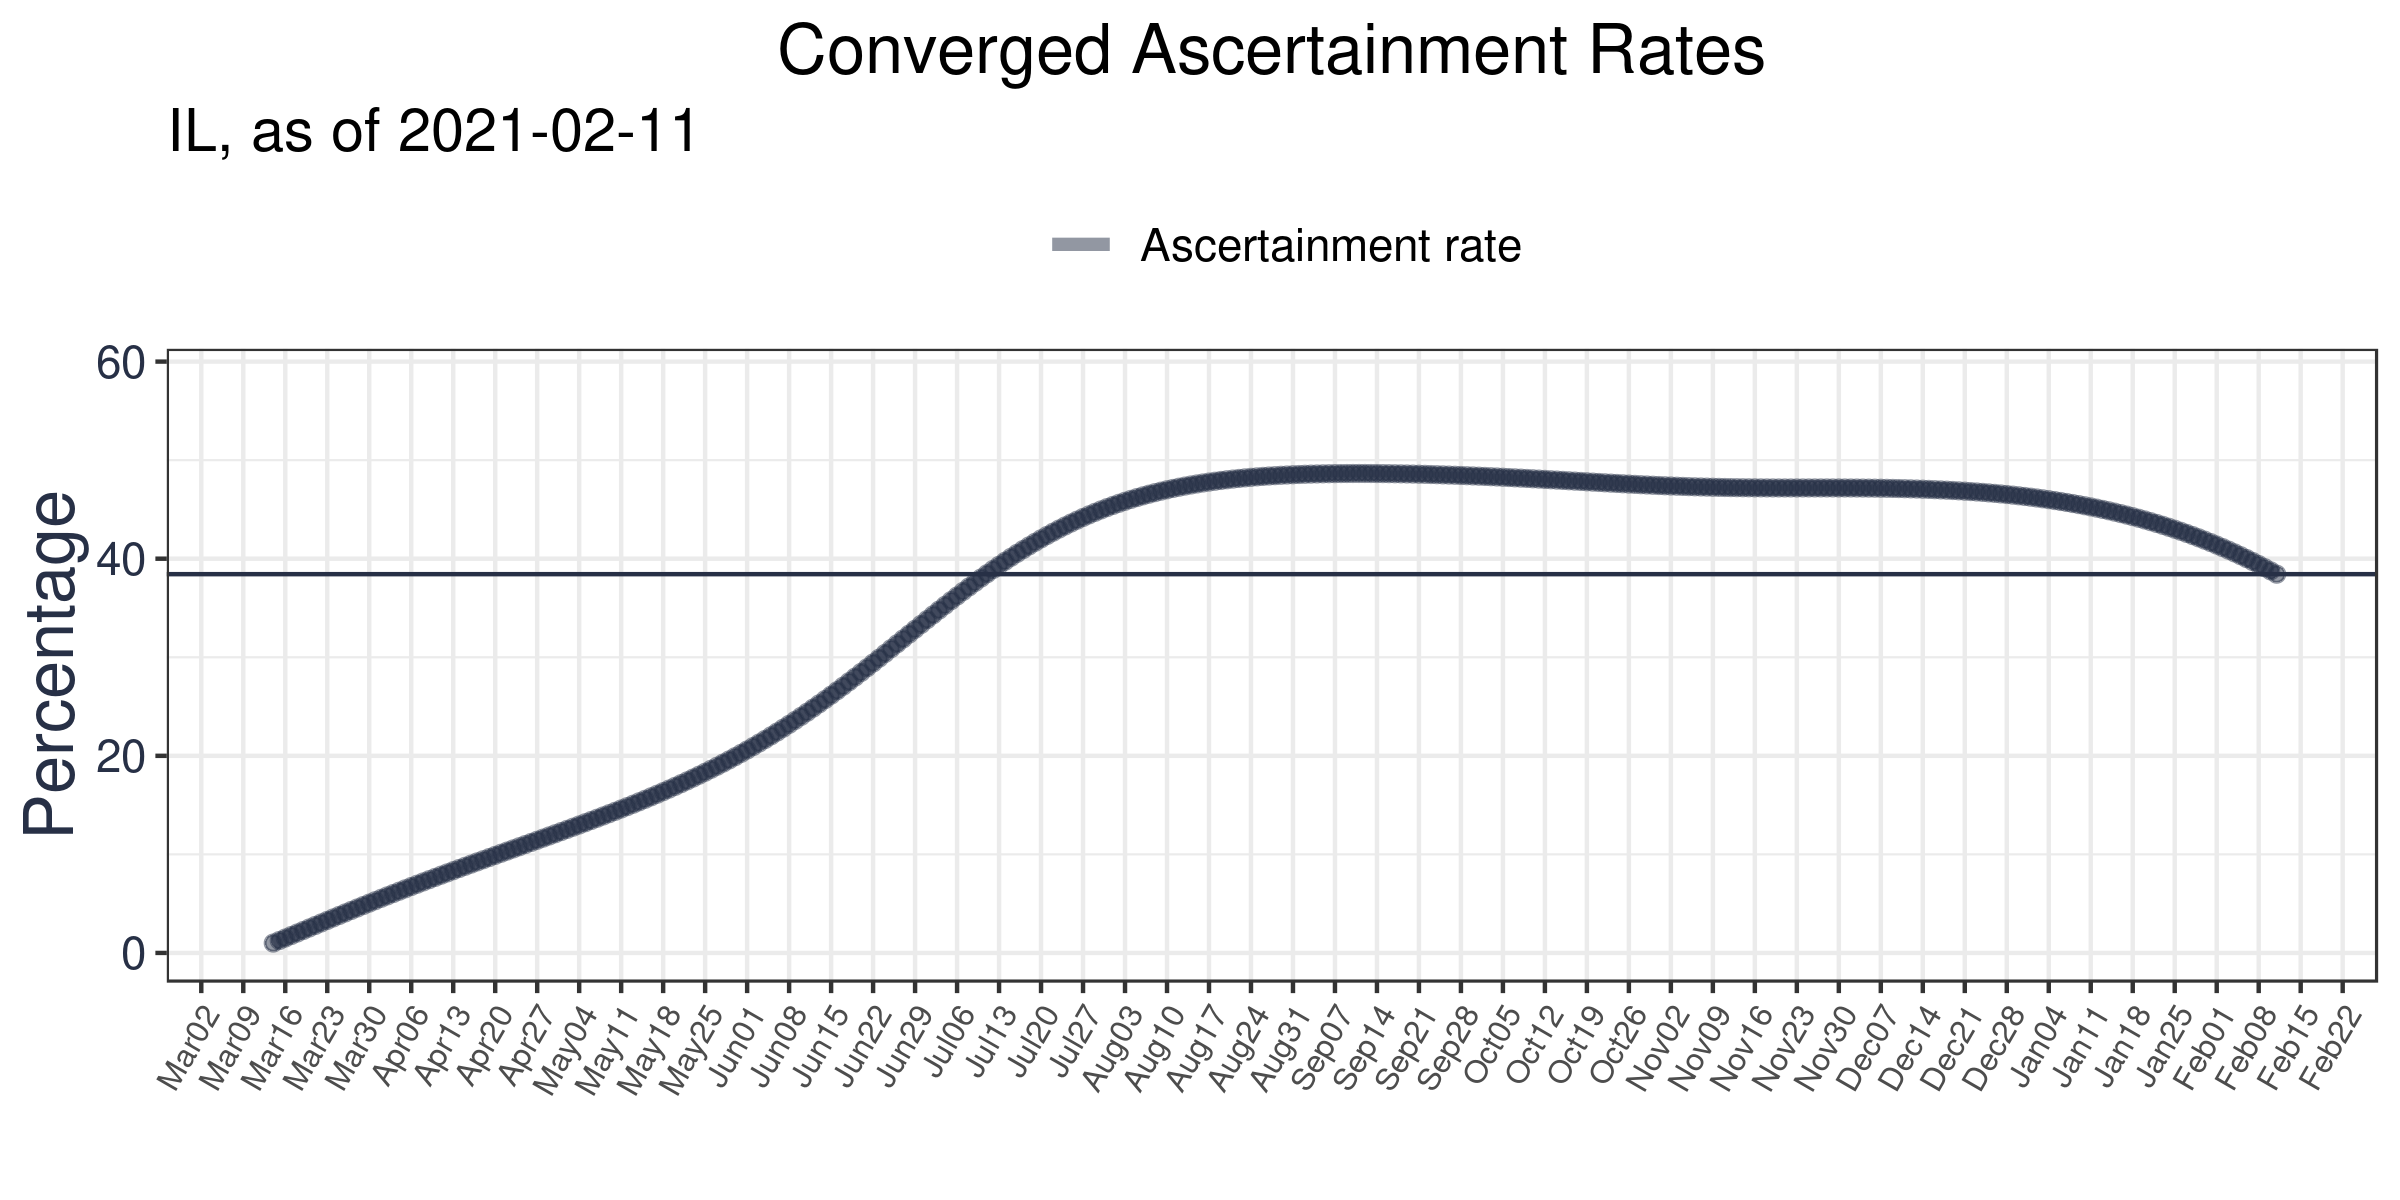 Converged Ascertainment Rates
IL, as of 2021-02-11
Ascertainment rate
Percentage
60
40
20
0
Mar02 Mar09 Mar16 Mar23 Mar30 Apr06 Apr13 Apr20 Apr27 May04 May11 May18 May25 Jun01 Jun08 Jun15 Jun22 Jun29 Jul06 Jul13 Jul20 Jul27 Aug03 Aug10 Aug17 Aug24 Aug31 Sep07 Sep14 Sep21 Sep28 Oct05 Oct12 Oct19 Oct26 Nov02 Nov09 Nov16 Nov23 Nov30 Dec07 Dec14 Dec21 Dec28 Jan04 Jan11 Jan18 Jan25 Feb01 Feb08 Feb15 Feb22